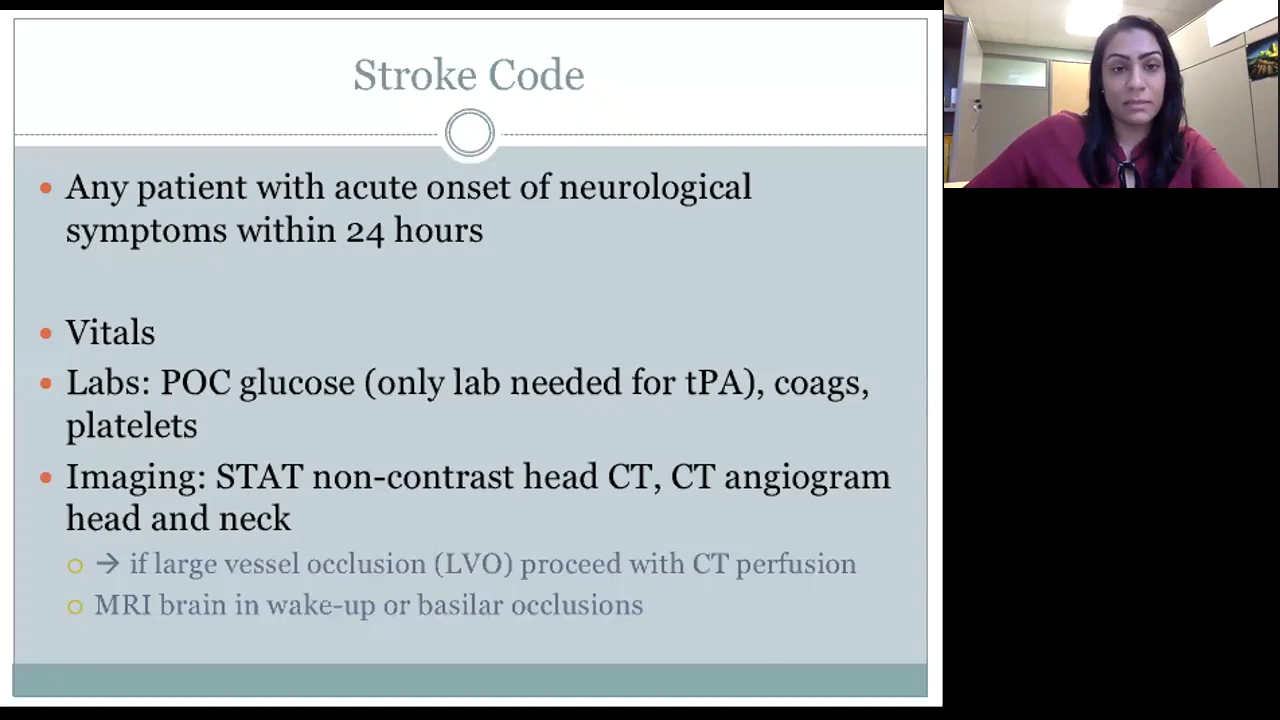 Stroke Code
Any patient with acute onset of neurological
symptoms within 24 hours
Vitals
Labs: POC glucose (only lab needed for tPA), coags,
platelets
Imaging: STAT non-contrast head CT, CT angiogram
head and neck
→ if large vessel occlusion (LVO) proceed with CT perfusion
MRI brain in wake-up or basilar occlusions